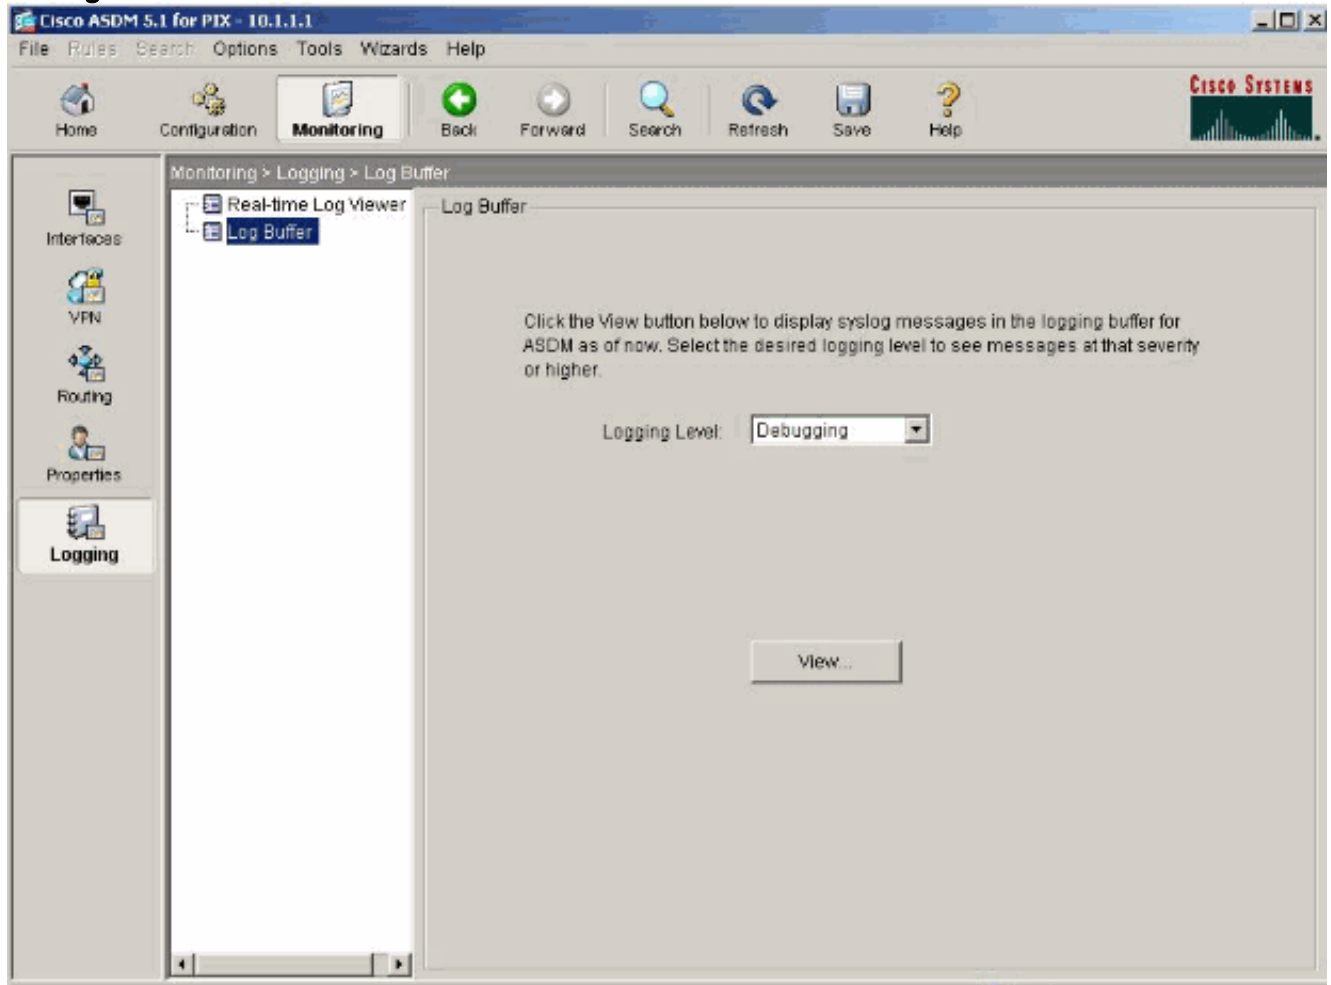 Cisco ASDM 5.1 for PIX - 10.1.1.1
File Rules Search Options Tools Wizards Help
Home Configuration Monitoring Back Forward Search Refresh Save Help
CISCO SYSTEMS
Monitoring > Logging > Log Buffer
Interfaces
VPN
Routing
Properties
Logging
Real-time Log Viewer
Log Buffer
Log Buffer
Click the View button below to display syslog messages in the logging buffer for
ASDM as of now. Select the desired logging level to see messages at that severity
or higher.
Logging Level: Debugging
View...